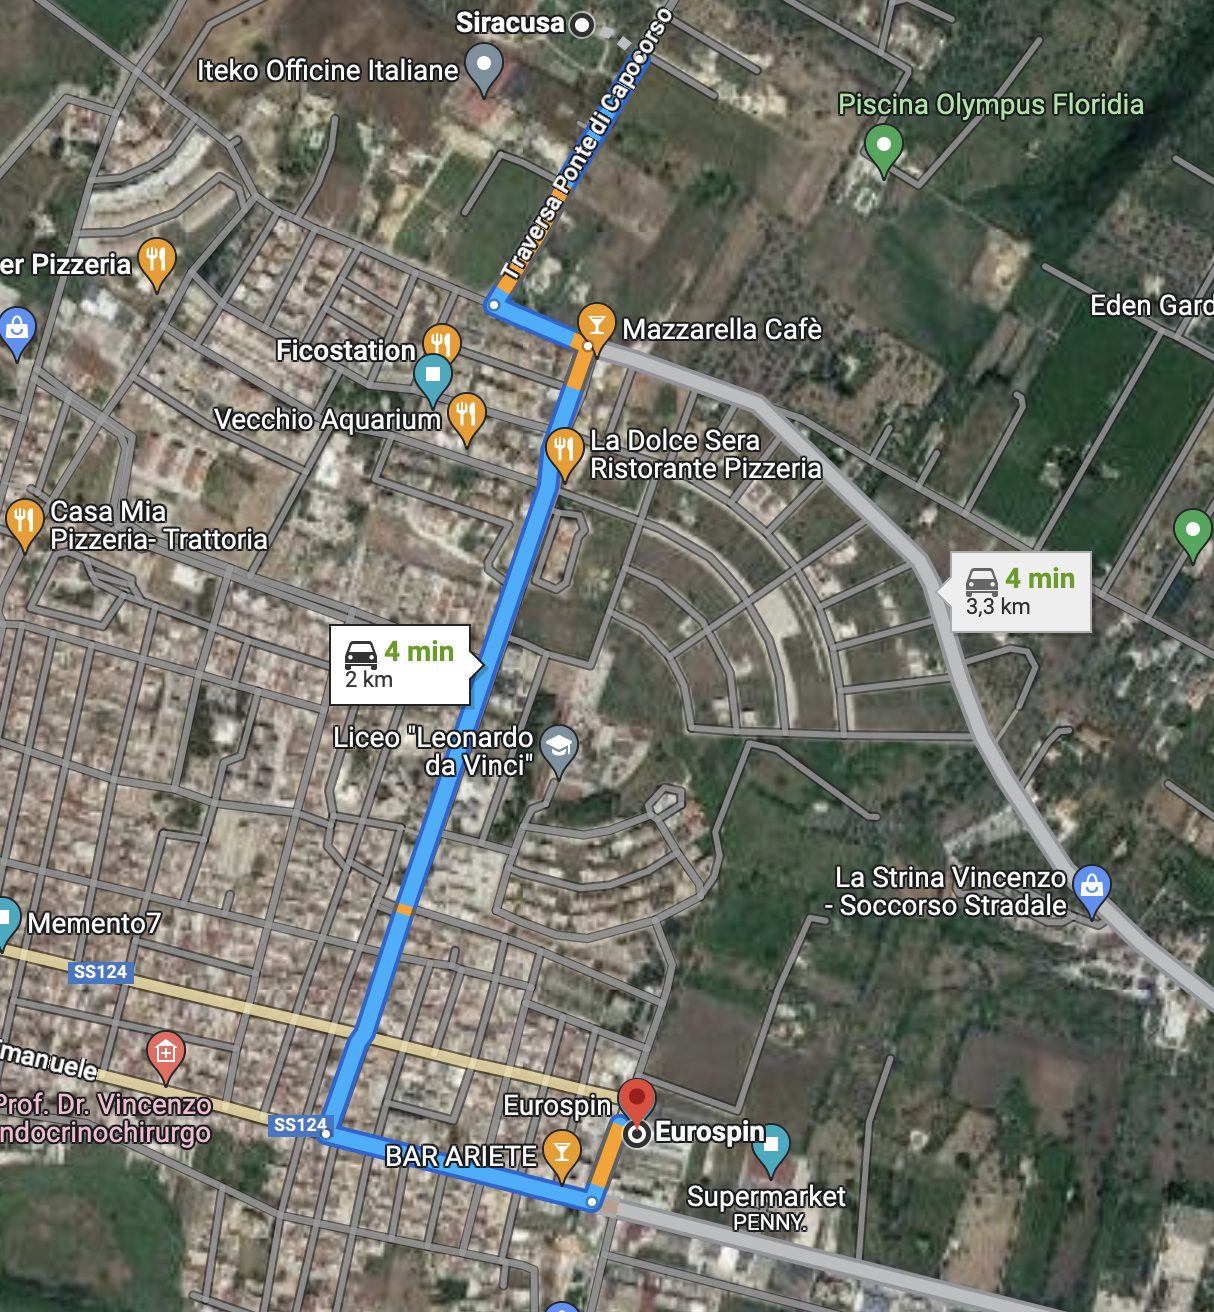 Siracusa
Iteko Officine Italiane
Traversa Ponte di Capocorso
Piscina Olympus Floridia
er Pizzeria
Eden Gard
Mazzarella Cafè
Ficostation
Vecchio Aquarium
La Dolce Sera
Ristorante Pizzeria
Casa Mia
Pizzeria- Trattoria
4 min
3,3 km
4 min
2 km
Liceo "Leonardo
da Vinci"
La Strina Vincenzo
- Soccorso Stradale
Memento7
SS124
manuele
Prof. Dr. Vincenzo
ndocrinochirurgo
SS124
Eurospin
Eurospin
BAR ARIETE
Supermarket
PENNY.